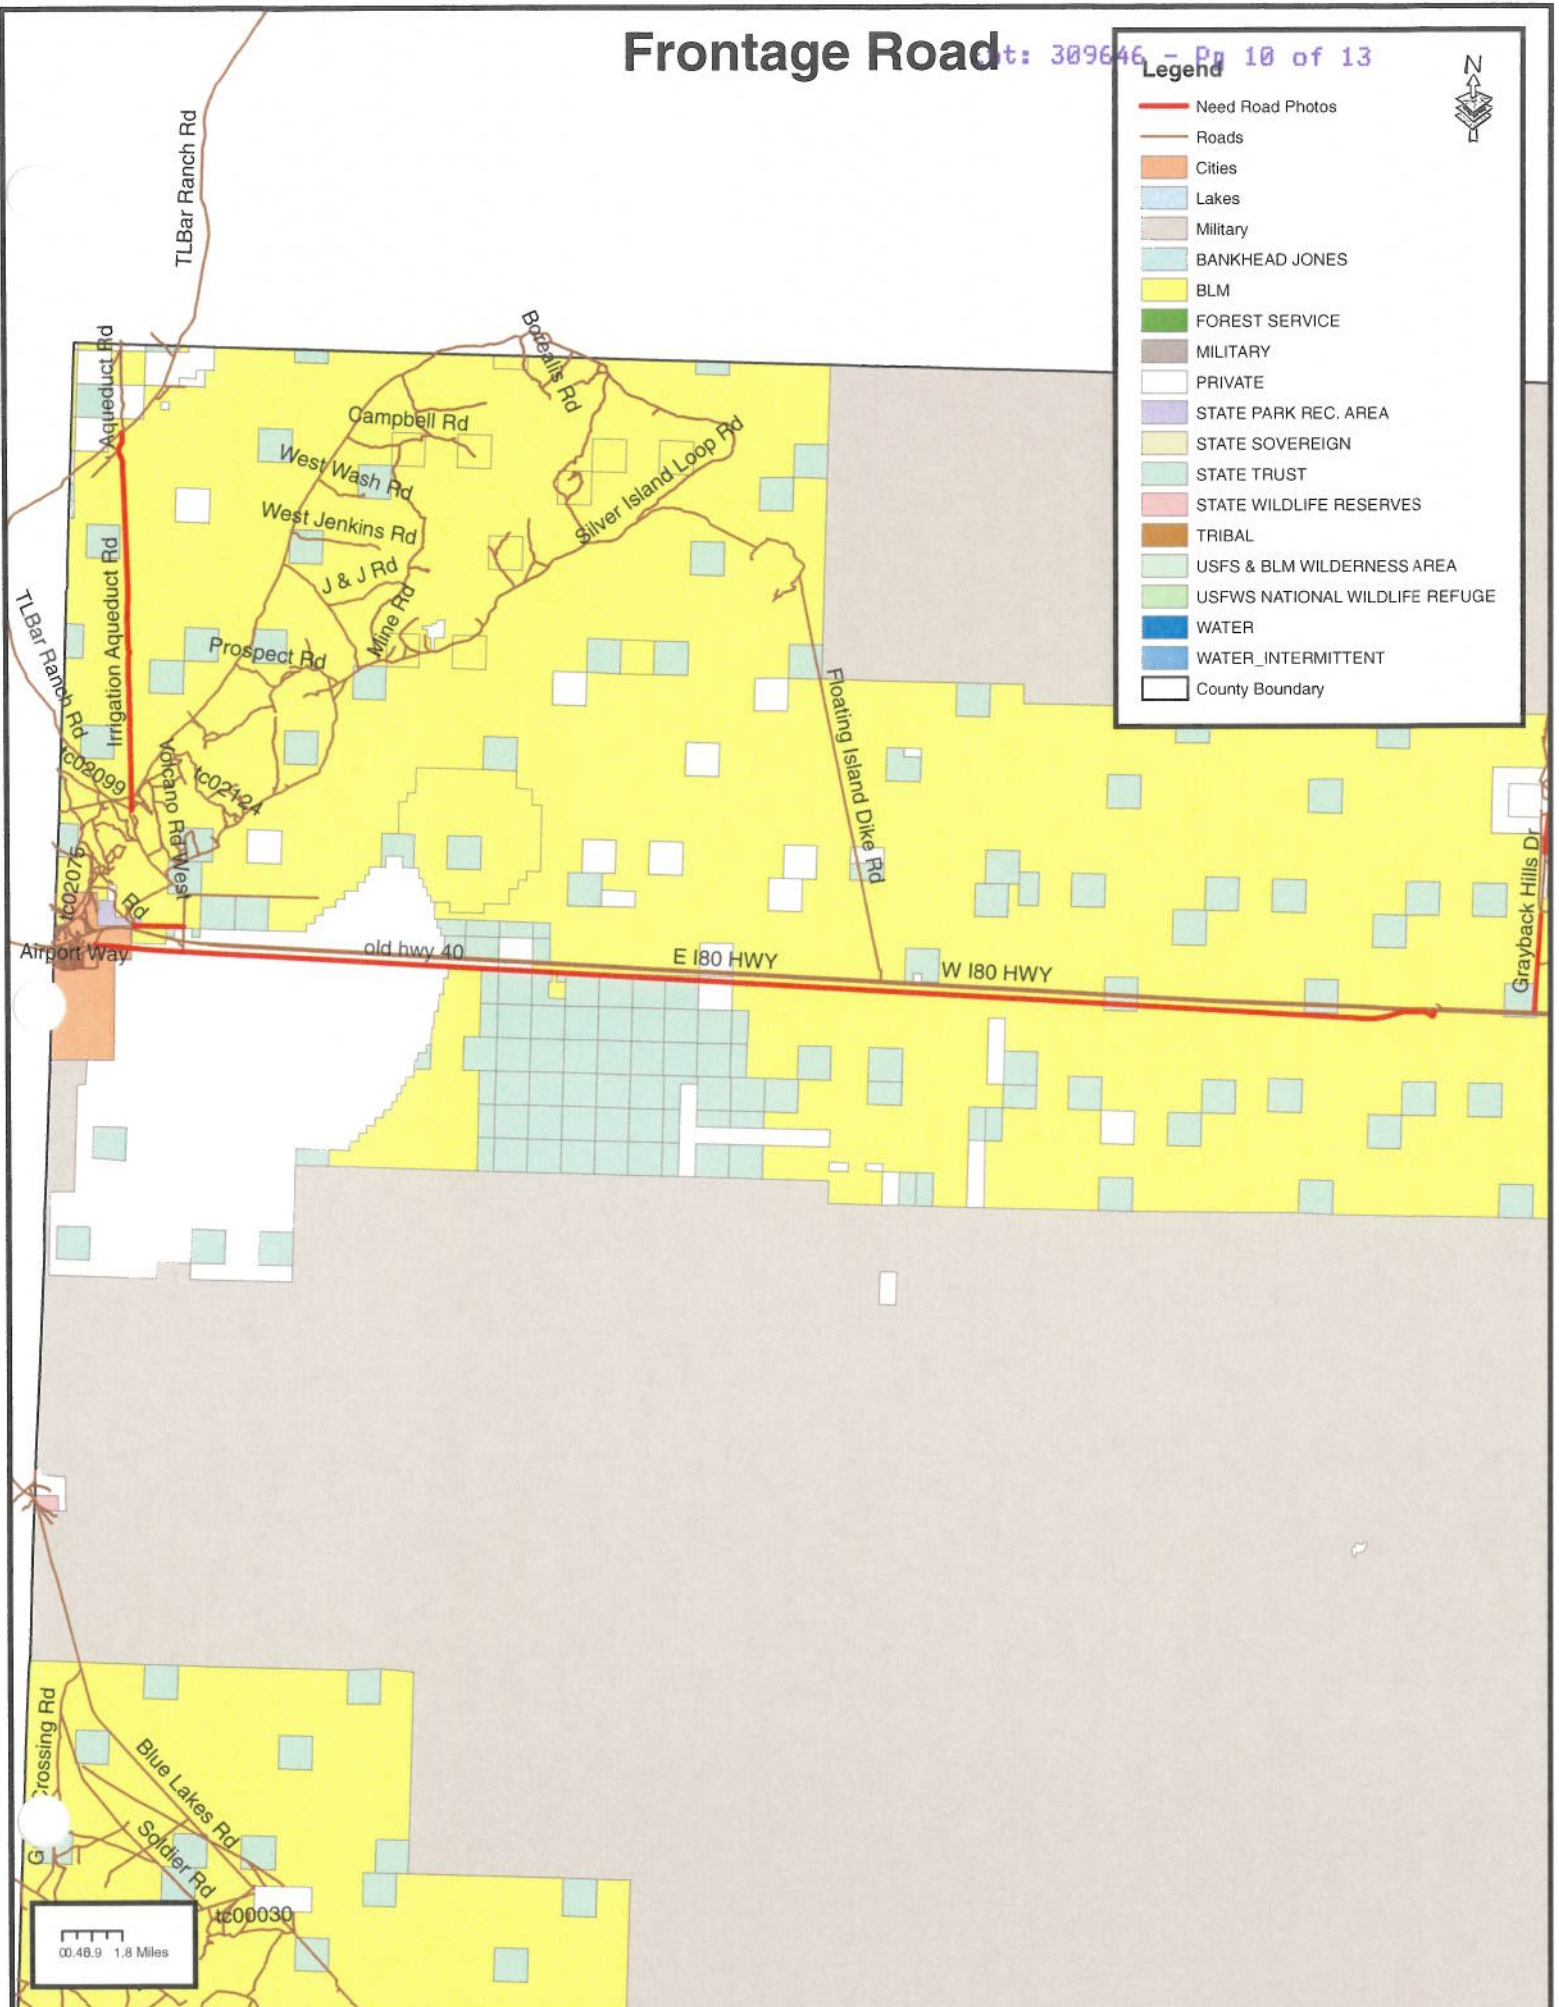 Frontage Road
nt: 309646 - Pg 10 of 13
Legend
N
Need Road Photos
Roads
Cities
Lakes
Military
BANKHEAD JONES
BLM
FOREST SERVICE
MILITARY
PRIVATE
STATE PARK REC. AREA
STATE SOVEREIGN
STATE TRUST
STATE WILDLIFE RESERVES
TRIBAL
USFS & BLM WILDERNESS AREA
USFWS NATIONAL WILDLIFE REFUGE
WATER
WATER_INTERMITTENT
County Boundary
TLBar Ranch Rd
Aqueduct Rd
Borealis Rd
Campbell Rd
West Wash Rd
Silver Island Loop Rd
West Jenkins Rd
J & J Rd
Irrigation Aqueduct Rd
Mine Rd
TLBar Ranch Rd
Prospect Rd
Floating Island Dike Rd
tc02099
Volcano Rd West
tc02124
tc02075
Rd
Grayback Hills Dr
Airport Way
old hwy 40
E I80 HWY
W I80 HWY
G Crossing Rd
Blue Lakes Rd
Soldier Rd
tc00030
1.8 Miles